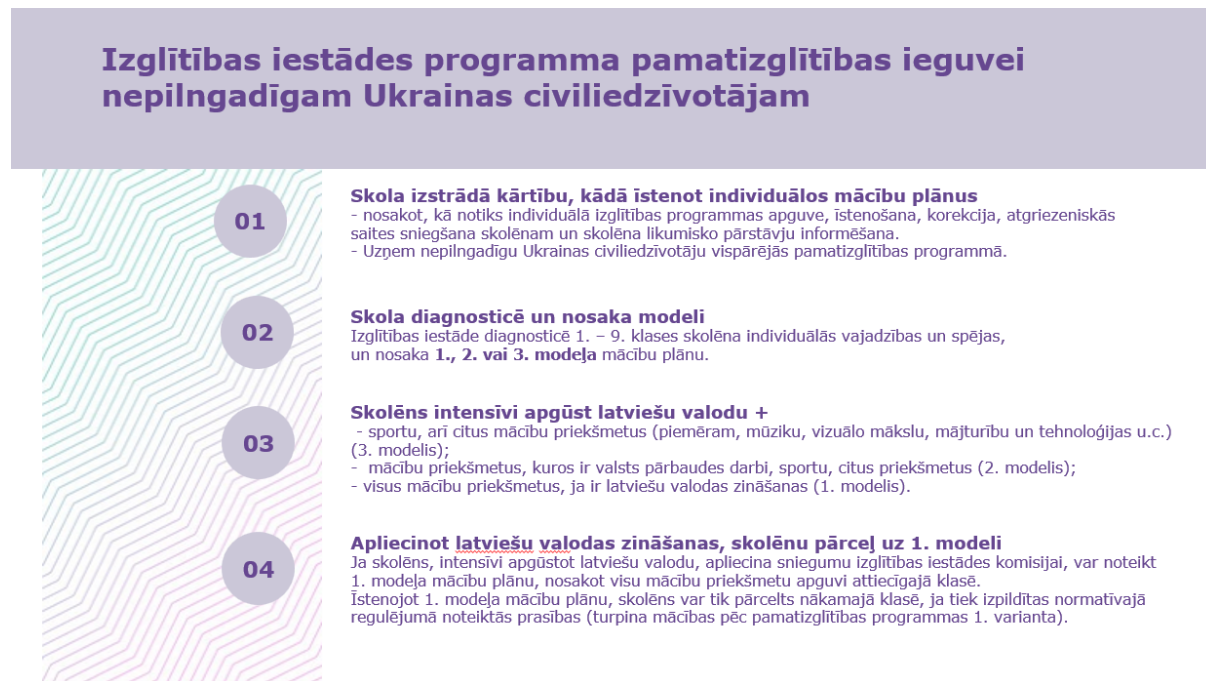 Izglītības iestādes programma pamatizglītības ieguvei
nepilngadīgam Ukrainas civiliedzīvotājam
01
Skola izstrādā kārtību, kādā īstenot individuālos mācību plānus
- nosakot, kā notiks individuālā izglītības programmas apguve, īstenošana, korekcija, atgriezeniskās
saites sniegšana skolēnam un skolēna likumisko pārstāvju informēšana.
- Uzņem nepilngadīgu Ukrainas civiliedzīvotāju vispārējās pamatizglītības programmā.
02
Skola diagnosticē un nosaka modeli
Izglītības iestāde diagnosticē 1. – 9. klases skolēna individuālās vajadzības un spējas,
un nosaka 1., 2. vai 3. modeļa mācību plānu.
03
Skolēns intensīvi apgūst latviešu valodu +
- sportu, arī citus mācību priekšmetus (piemēram, mūziku, vizuālo mākslu, mājturību un tehnoloģijas u.c.)
(3. modelis);
- mācību priekšmetus, kuros ir valsts pārbaudes darbi, sportu, citus priekšmetus (2. modelis);
- visus mācību priekšmetus, ja ir latviešu valodas zināšanas (1. modelis).
04
Apliecinot latviešu valodas zināšanas, skolēnu pārceļ uz 1. modeli
Ja skolēns, intensīvi apgūstot latviešu valodu, apliecina sniegumu izglītības iestādes komisijai, var noteikt
1. modeļa mācību plānu, nosakot visu mācību priekšmetu apguvi attiecīgajā klasē.
Īstenojot 1. modeļa mācību plānu, skolēns var tik pārcelts nākamajā klasē, ja tiek izpildītas normatīvajā
regulējumā noteiktās prasības (turpina mācības pēc pamatizglītības programmas 1. varianta).